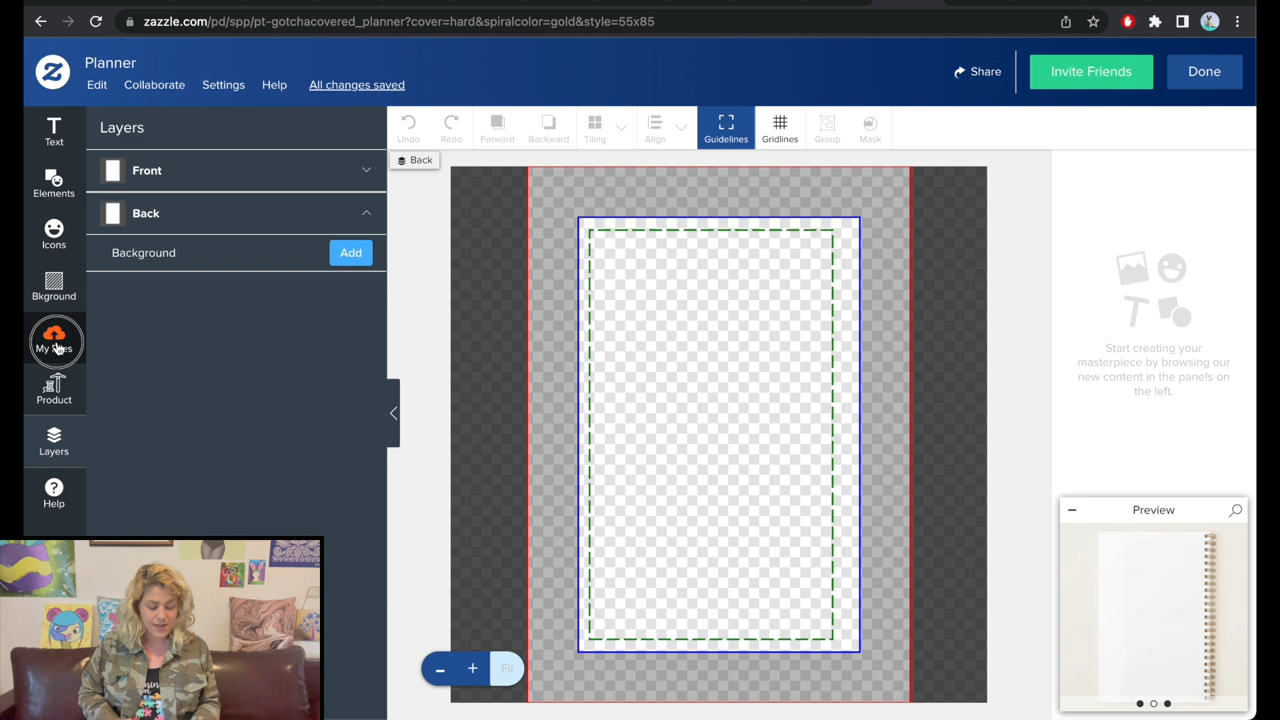 zazzle.com/pd/spp/pt-gotchacovered_planner?cover=hard&spiralcolor=gold&style=55x85
Z
Planner
Edit
Collaborate
Settings
Help
All changes saved
Share
Invite Friends
Done
Text
Elements
Icons
Bkground
My Files
Product
Layers
Help
Layers
Front
Back
Background
Add
Undo
Redo
Forward
Backward
Tiling
Align
Guidelines
Gridlines
Group
Mask
Back
Fit
Start creating your
masterpiece by browsing our
new content in the panels on
the left.
Preview